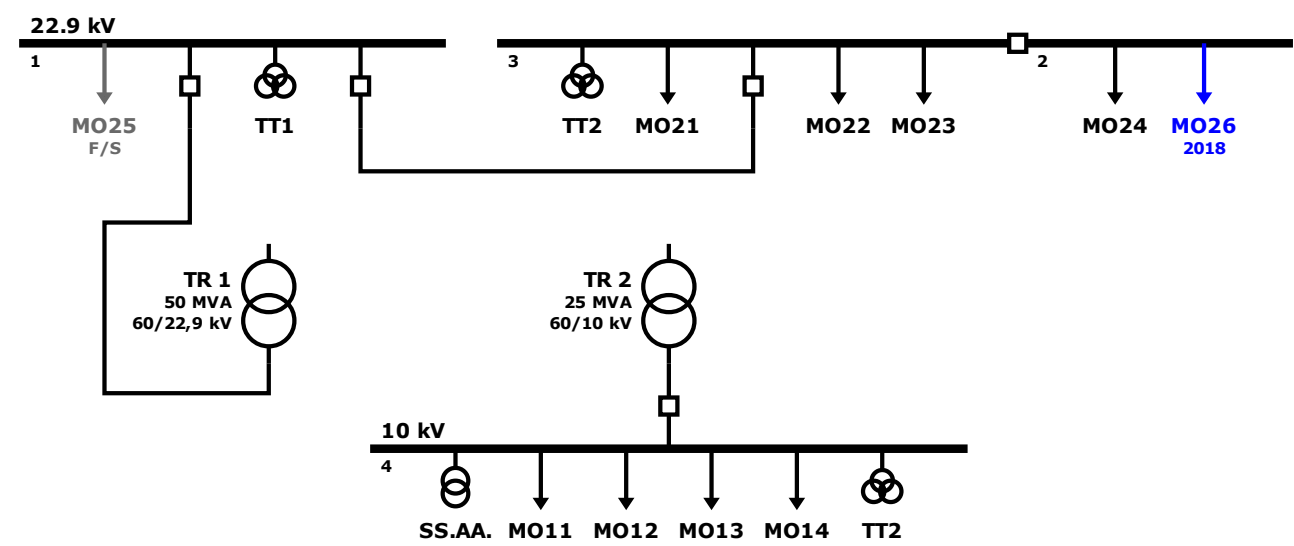 22.9 kV
1
3
2
MO25
F/S
TT1
TT2
MO21
MO22
MO23
MO24
MO26
2018
TR 1
50 MVA
60/22,9 kV
TR 2
25 MVA
60/10 kV
10 kV
4
SS.AA.
MO11
MO12
MO13
MO14
TT2